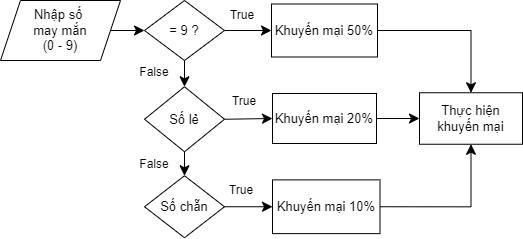 Nhập số
may mắn
(0 - 9)
= 9 ?
True
Khuyến mại 50%
False
Số lẻ
True
Khuyến mại 20%
Thực hiện
khuyến mại
False
Số chẵn
True
Khuyến mại 10%